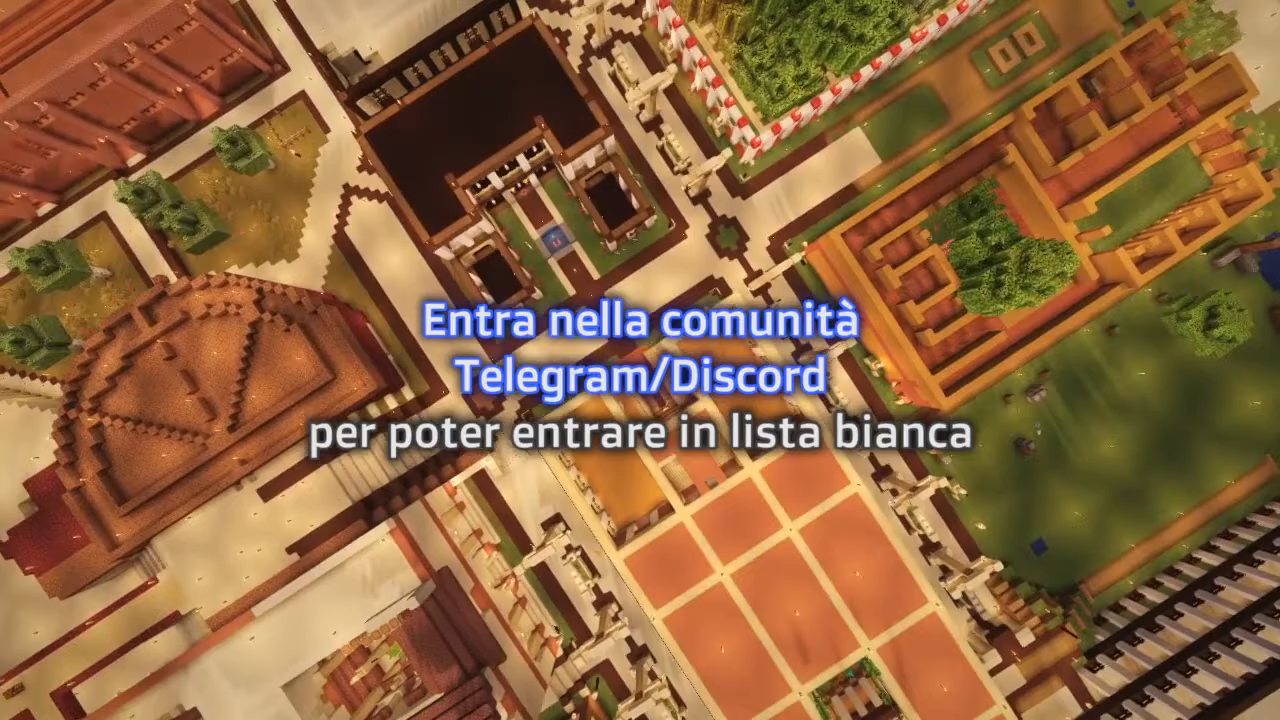 Entra nella comunità
Telegram/Discord
per poter entrare in lista bianca